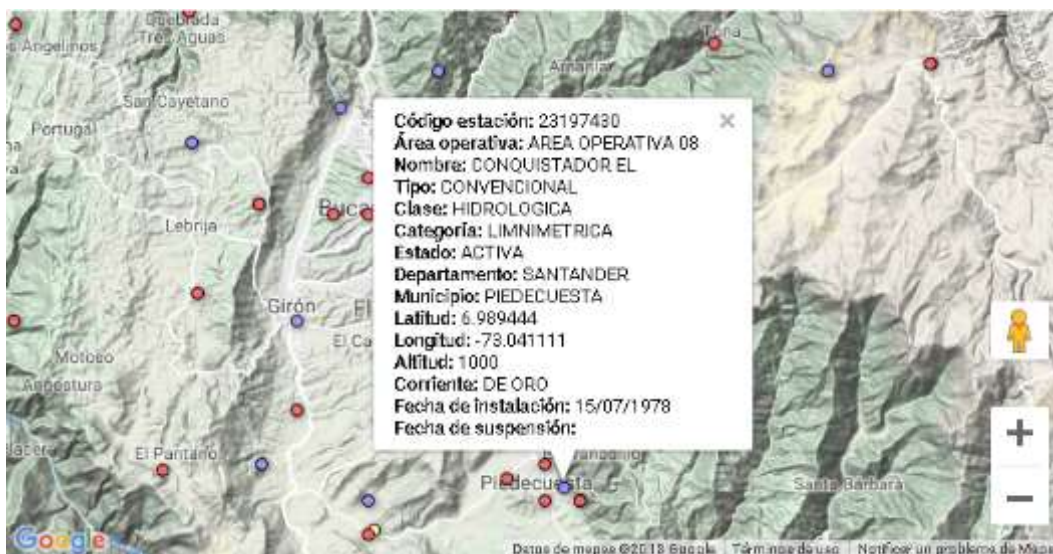 Quebrada
Tres Aguas
Angelinos
Tona
Amanlar
San Cayetano
Portugal
Lebrija
Buca
Girón
El
El Ca
Motoso
Angostura
El Pantano
Piedecuesta
Santa Bárbara
Código estación: 23197430
Área operativa: AREA OPERATIVA 08
Nombre: CONQUISTADOR EL
Tipo: CONVENCIONAL
Clase: HIDROLOGICA
Categoría: LIMNIMETRICA
Estado: ACTIVA
Departamento: SANTANDER
Municipio: PIEDECUESTA
Latitud: 6.989444
Longitud: -73.041111
Altitud: 1000
Corriente: DE ORO
Fecha de instalación: 15/07/1978
Fecha de suspensión:
Google
Datos de mapas ©2018 Google Términos de uso Notificar un problema de Maps